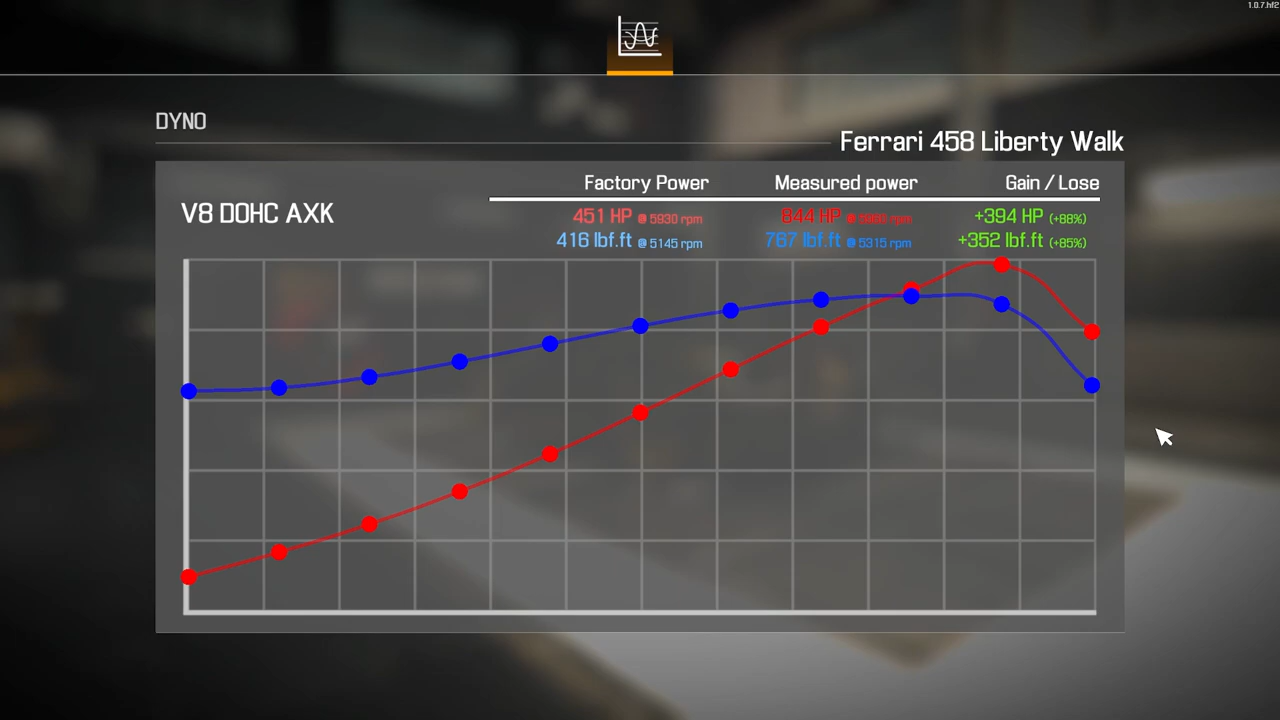 1.0.7.hf2
DYNO
Ferrari 458 Liberty Walk
Factory Power Measured power Gain / Lose
V8 DOHC AXK
451 HP @ 5930 rpm 844 HP @ rpm +394 HP (+88%)
416 lbf.ft @ 5145 rpm 767 lbf.ft @ 5315 rpm +352 lbf.ft (+85%)